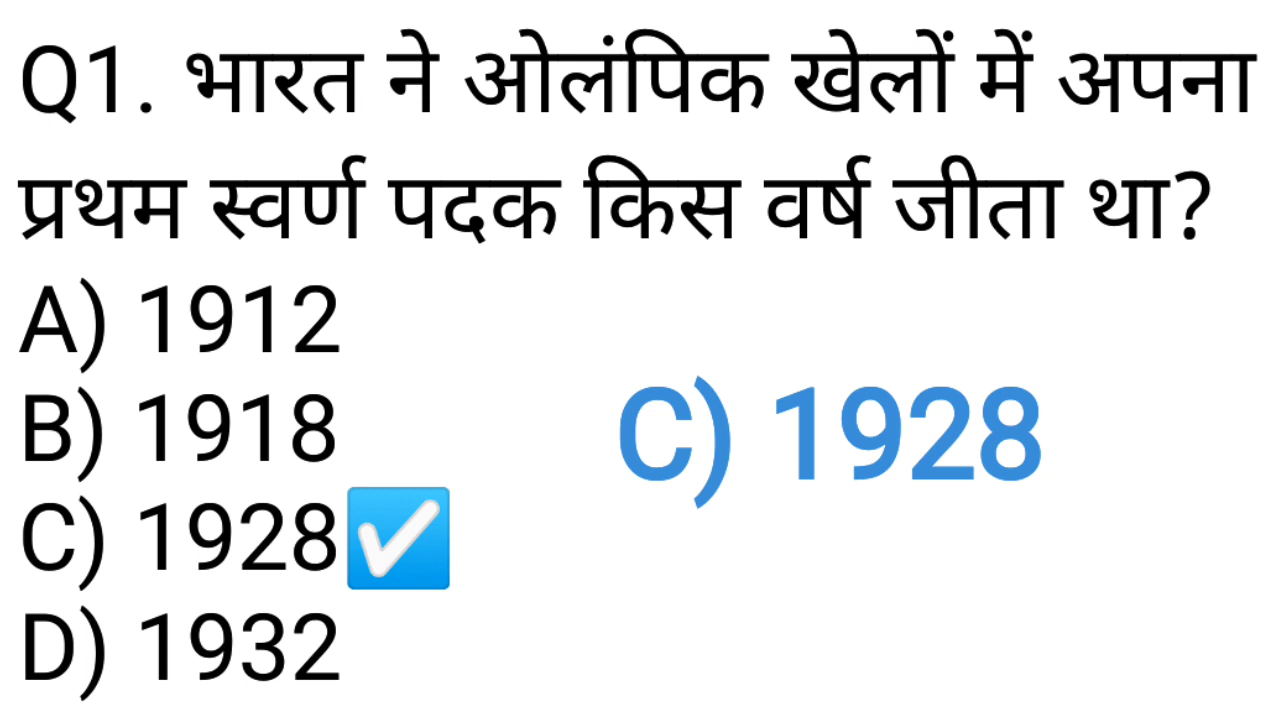 Q1. भारत ने ओलंपिक खेलों में अपना
प्रथम स्वर्ण पदक किस वर्ष जीता था?
A) 1912
B) 1918
C) 1928✅
D) 1932
C) 1928